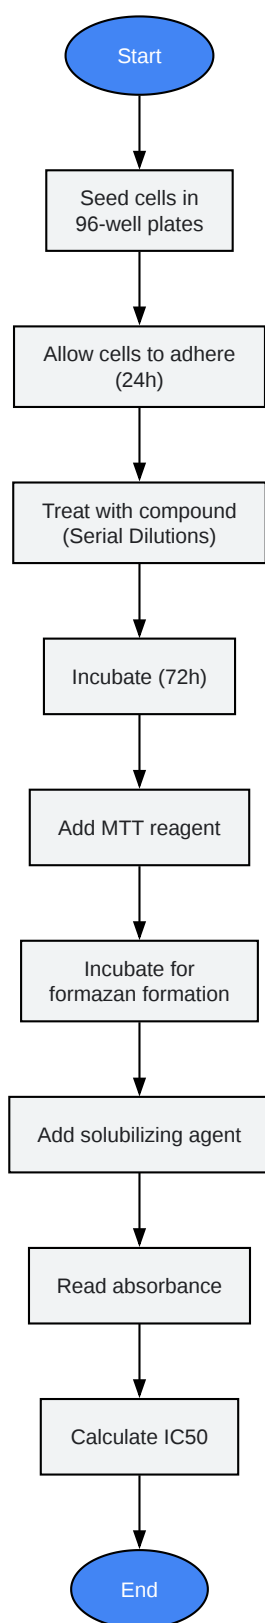 Start
Seed cells in
96-well plates
Allow cells to adhere
(24h)
Treat with compound
(Serial Dilutions)
Incubate (72h)
Add MTT reagent
Incubate for
formazan formation
Add solubilizing agent
Read absorbance
Calculate IC50
End